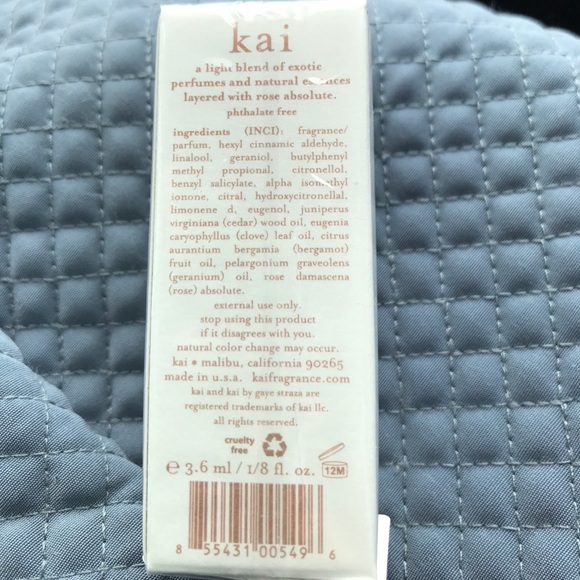 kai
a light blend of exotic
perfumes and natural essences
layered with rose absolute.
phthalate free
ingredients (INCI): fragrance/
parfum, hexyl cinnamic aldehyde,
linalool, geraniol, butylphenyl
methyl propional, citronellol,
benzyl salicylate, alpha isomethyl
ionone, citral, hydroxycitronellal,
limonene d, eugenol, juniperus
virginiana (cedar) wood oil, eugenia
caryophyllus (clove) leaf oil, citrus
aurantium bergamia (bergamot)
fruit oil, pelargonium graveolens
(geranium) oil, rose damascena
(rose) absolute.
external use only.
stop using this product
if it disagrees with you.
natural color change may occur.
kai • malibu, california 90265
made in u.s.a. kaifragrance.com
kai and kai by gaye straza are
registered trademarks of kai llc.
all rights reserved.
cruelty
free
e 3.6 ml / 1/8 fl. oz. 12M
8 55431 00549 6